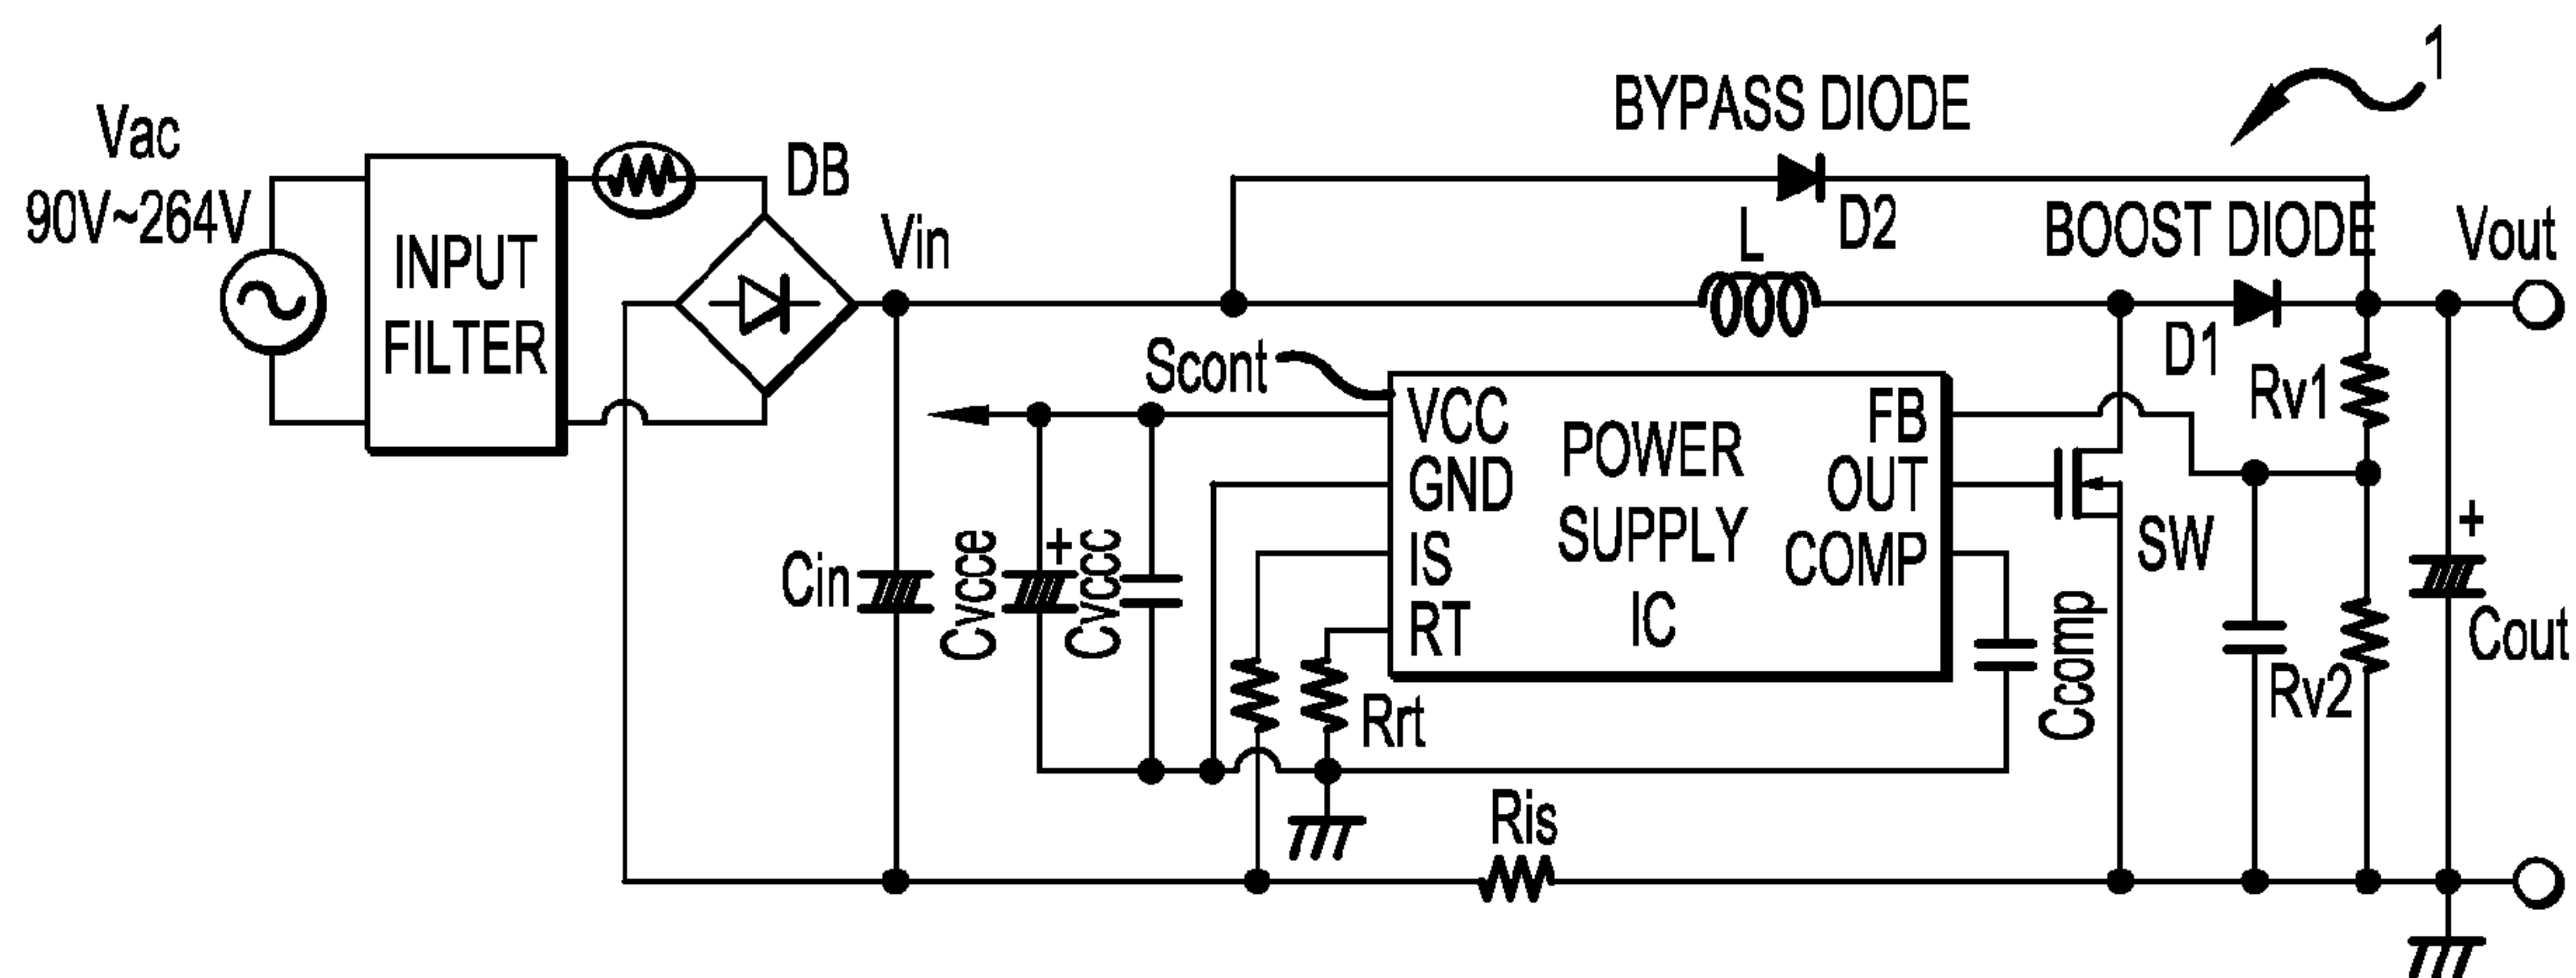 1
BYPASS DIODE
Vac
90V~264V
DB
INPUT
FILTER
Vin
D2
L
BOOST DIODE
Vout
D1
Rv1
Scont
VCC
GND
IS
RT
POWER
SUPPLY
IC
FB
OUT
COMP
SW
Cin
Cvcce
+
Cvccc
Rrt
Ccomp
Rv2
+
Cout
Ris